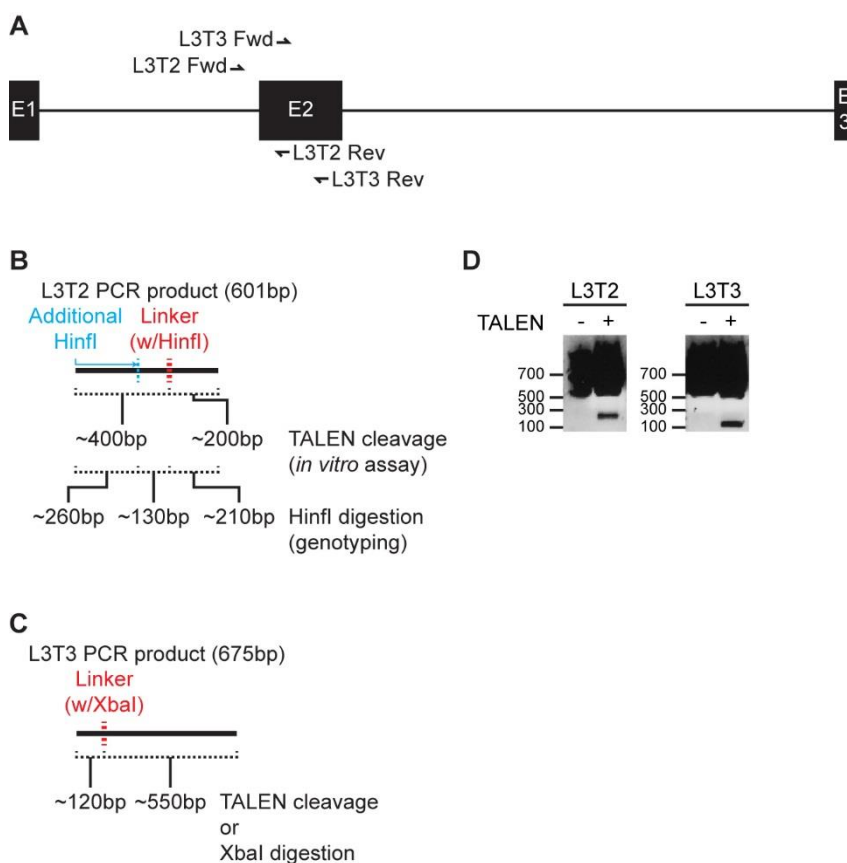 A
L3T3 Fwd
L3T2 Fwd
E1
E2
E
3
L3T2 Rev
L3T3 Rev
B
L3T2 PCR product (601bp)
Additional
HinfI
Linker
(w/HinfI)
~400bp
~200bp
TALEN cleavage
(in vitro assay)
~260bp
~130bp
~210bp
HinfI digestion
(genotyping)
C
L3T3 PCR product (675bp)
Linker
(w/XbaI)
~120bp
~550bp
TALEN cleavage
or
XbaI digestion
D
L3T2
L3T3
TALEN
- +
- +
700
500
300
100
700
500
300
100